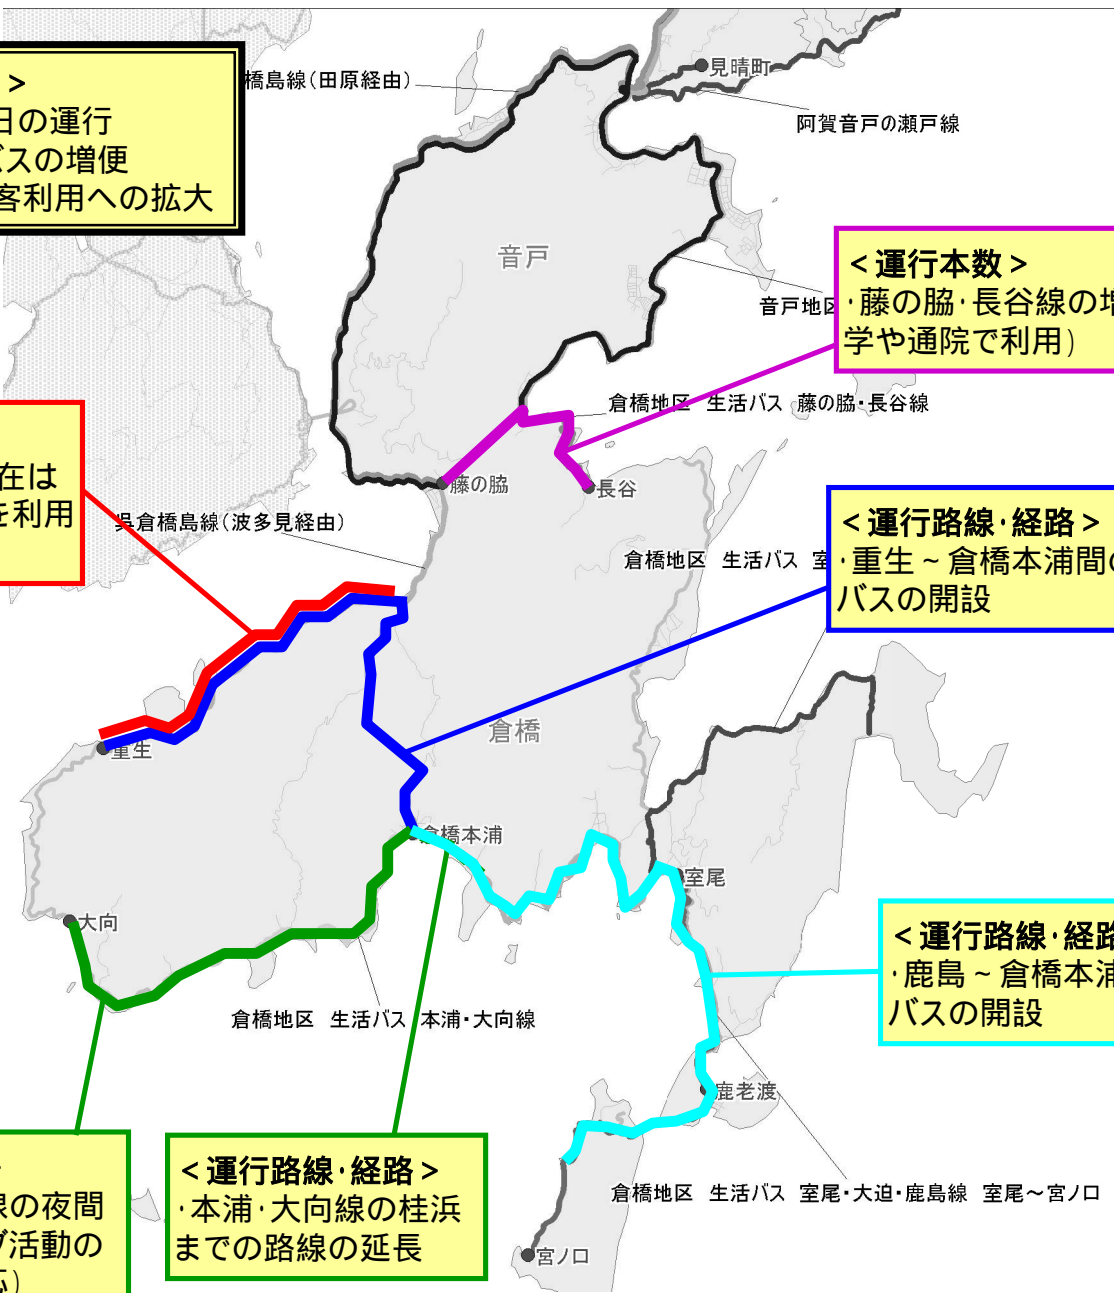 >
日の運行
バスの増便
客利用への拡大
橋島線(田原経由)
見晴町
阿賀音戸の瀬戸線
音戸
<運行本数>
・藤の脇・長谷線の増
学や通院で利用)
音戸地区
倉橋地区 生活バス 藤の脇・長谷線
在は
を利用
藤の脇
長谷
呉倉橋島線(波多見経由)
<運行路線・経路>
・重生~倉橋本浦間の
バスの開設
倉橋地区 生活バス 室
倉橋
重生
倉橋本浦
室尾
大向
<運行路線・経路
・鹿島~倉橋本浦
バスの開設
倉橋地区 生活バス 本浦・大向線
鹿老渡
線の夜間
ブ活動の
応)
<運行路線・経路>
・本浦・大向線の桂浜
までの路線の延長
倉橋地区 生活バス 室尾・大迫・鹿島線 室尾~宮ノ口
宮ノ口